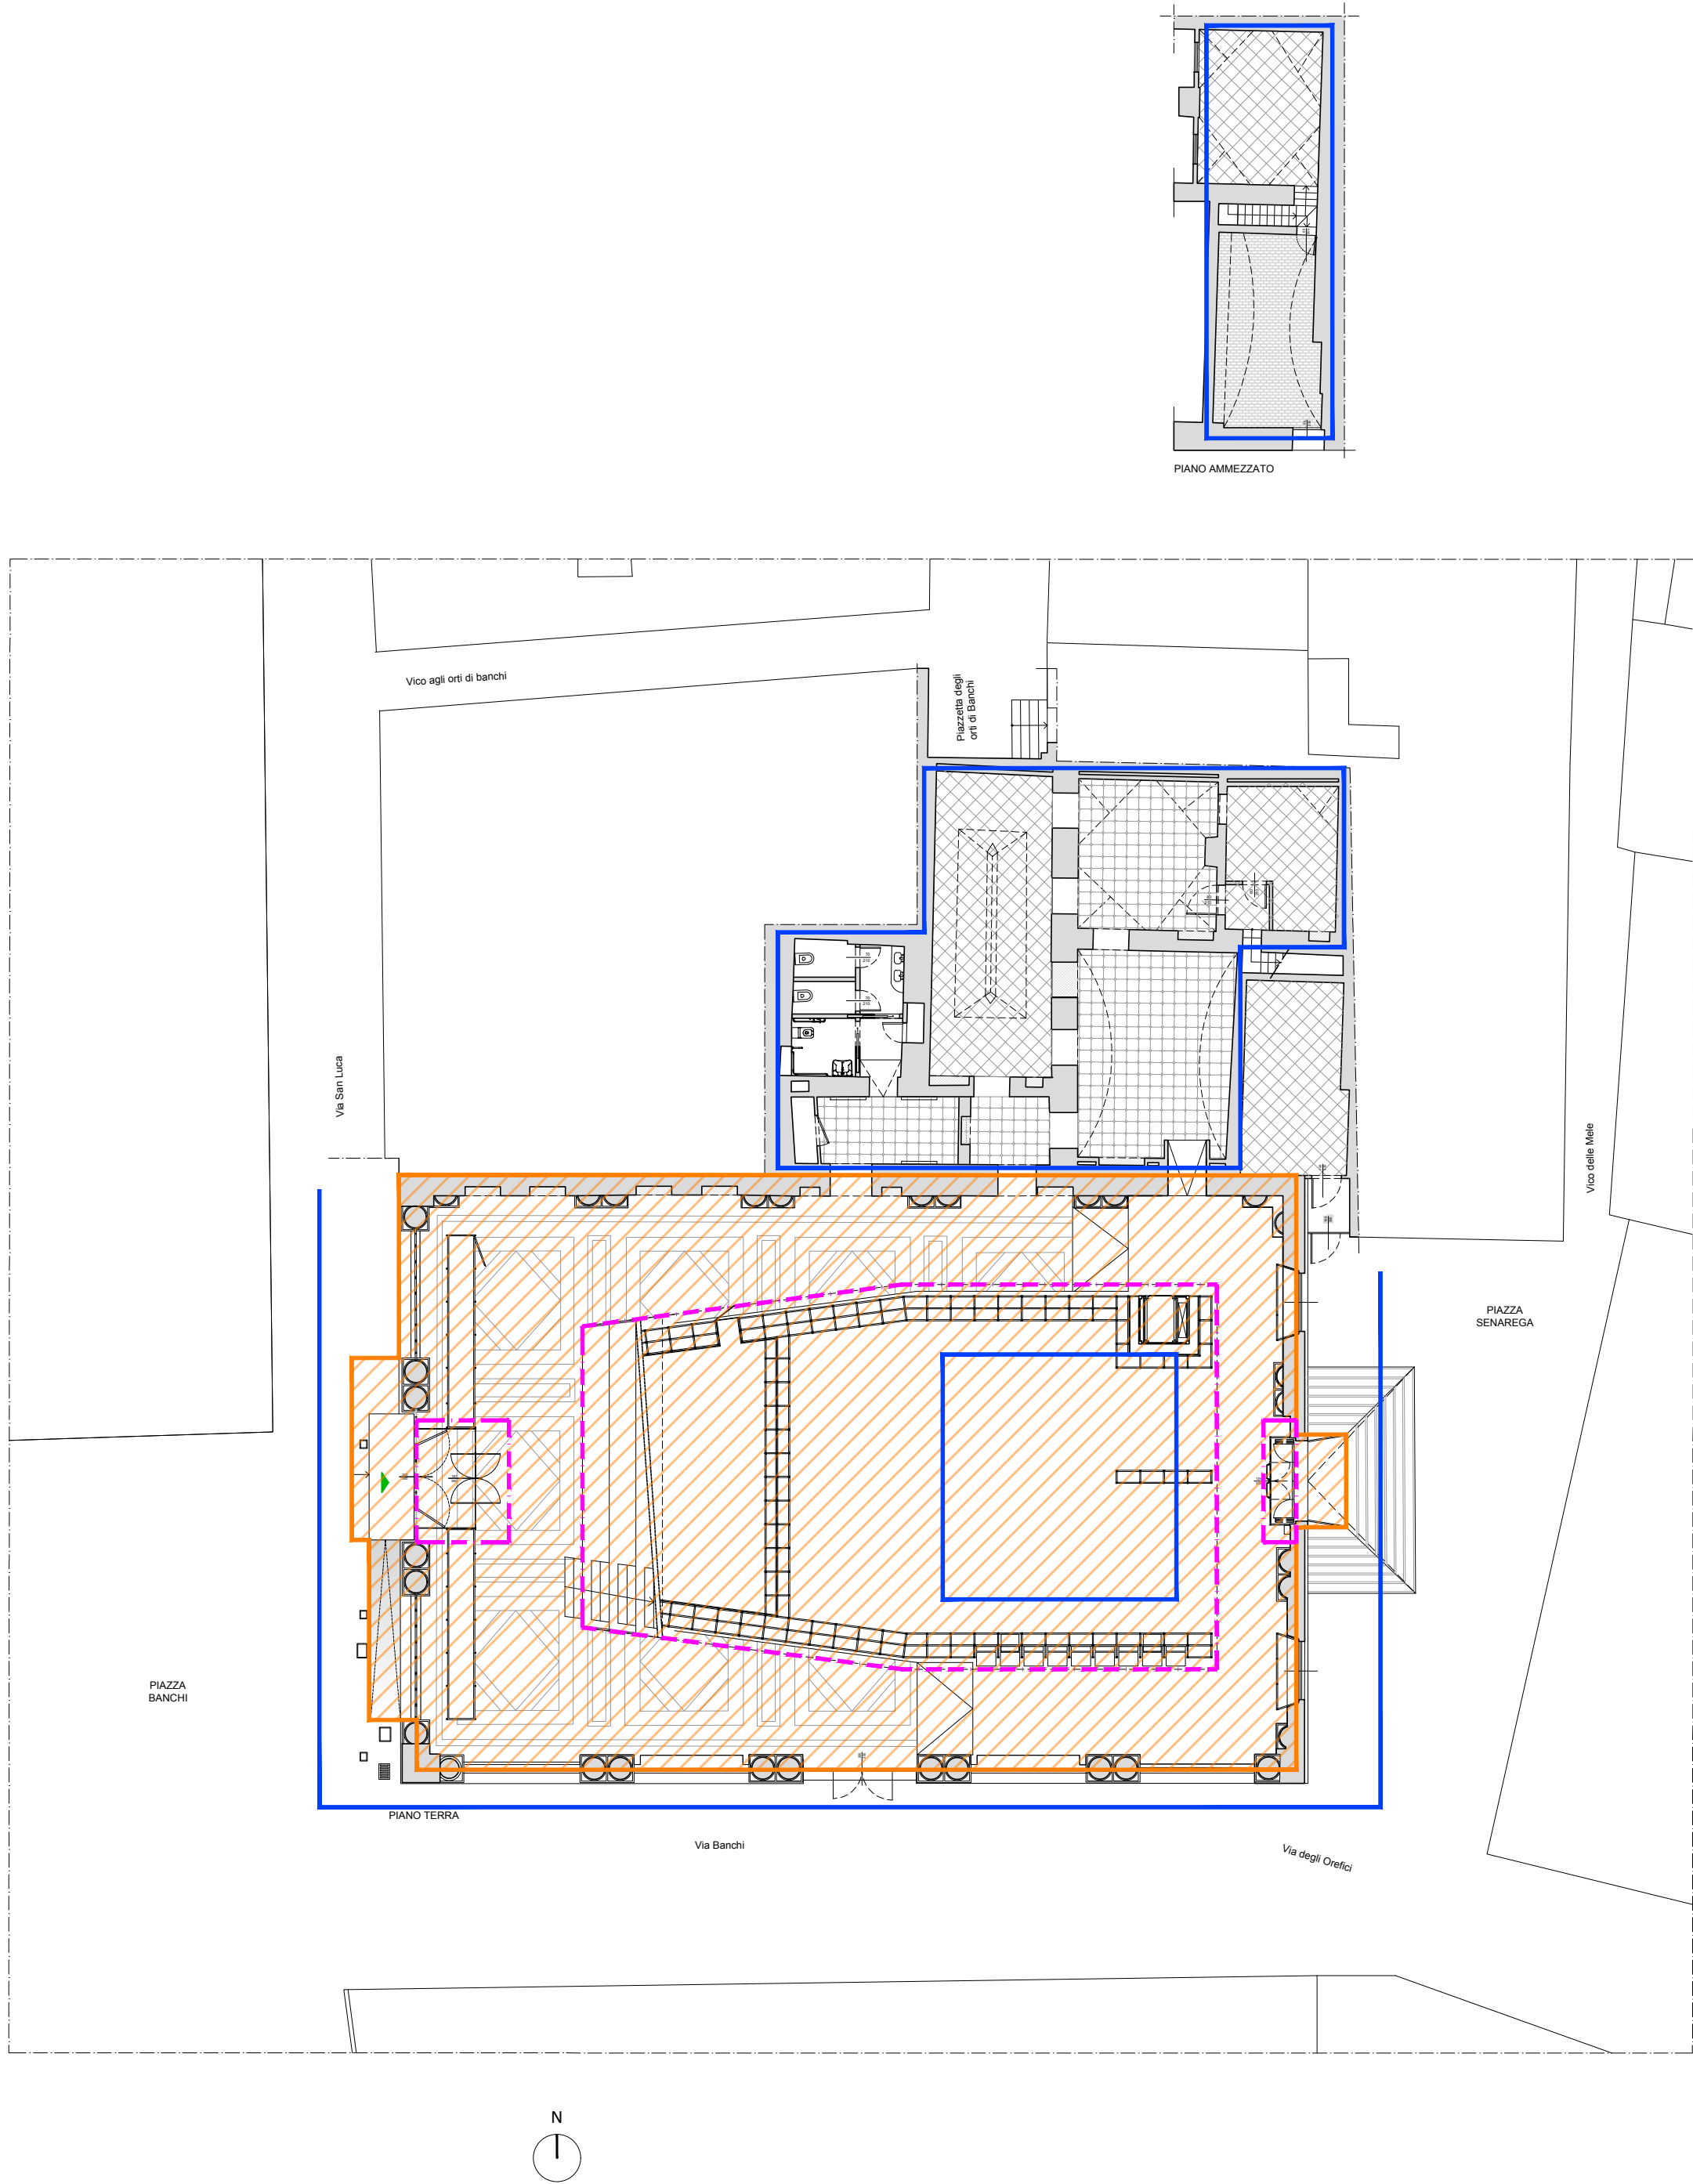 PIANO AMMEZZATO
Vico agli orti di banchi
Piazzetta degli
orti di Banchi
Via San Luca
Vico delle Mele
PIAZZA
SENAREGA
PIAZZA
BANCHI
PIANO TERRA
Via Banchi
Via degli Orefici
N